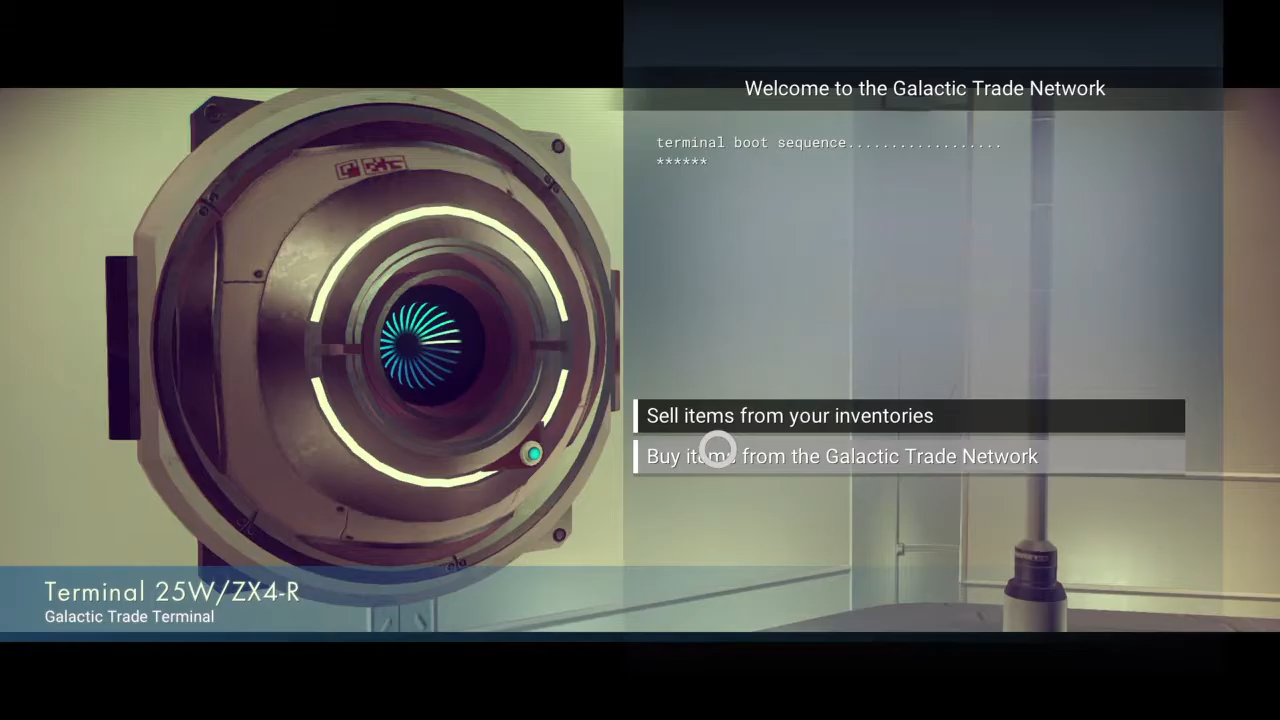 Welcome to the Galactic Trade Network
terminal boot sequence..................
******
Sell items from your inventories
Buy items from the Galactic Trade Network
Terminal 25W/ZX4-R
Galactic Trade Terminal